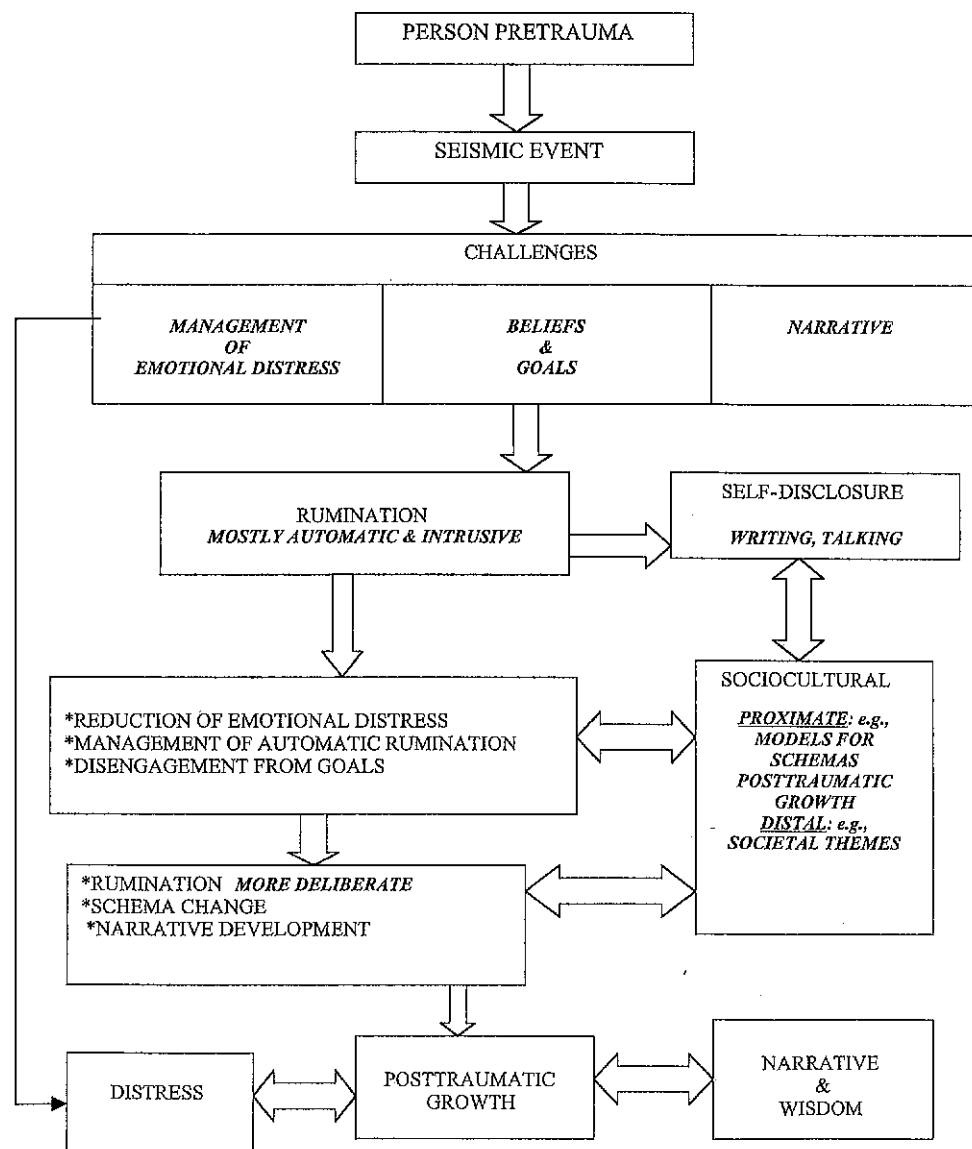 PERSON PRETRAUMA
SEISMIC EVENT
CHALLENGES
MANAGEMENT
OF
EMOTIONAL DISTRESS
BELIEFS
&
GOALS
NARRATIVE
RUMINATION
MOSTLY AUTOMATIC & INTRUSIVE
SELF-DISCLOSURE
WRITING, TALKING
*REDUCTION OF EMOTIONAL DISTRESS
*MANAGEMENT OF AUTOMATIC RUMINATION
*DISENGAGEMENT FROM GOALS
SOCIOCULTURAL
PROXIMATE: e.g.,
MODELS FOR
SCHEMAS
POSTTRAUMATIC
GROWTH
DISTAL: e.g.,
SOCIETAL THEMES
*RUMINATION MORE DELIBERATE
*SCHEMA CHANGE
*NARRATIVE DEVELOPMENT
DISTRESS
POSTTRAUMATIC
GROWTH
NARRATIVE
&
WISDOM